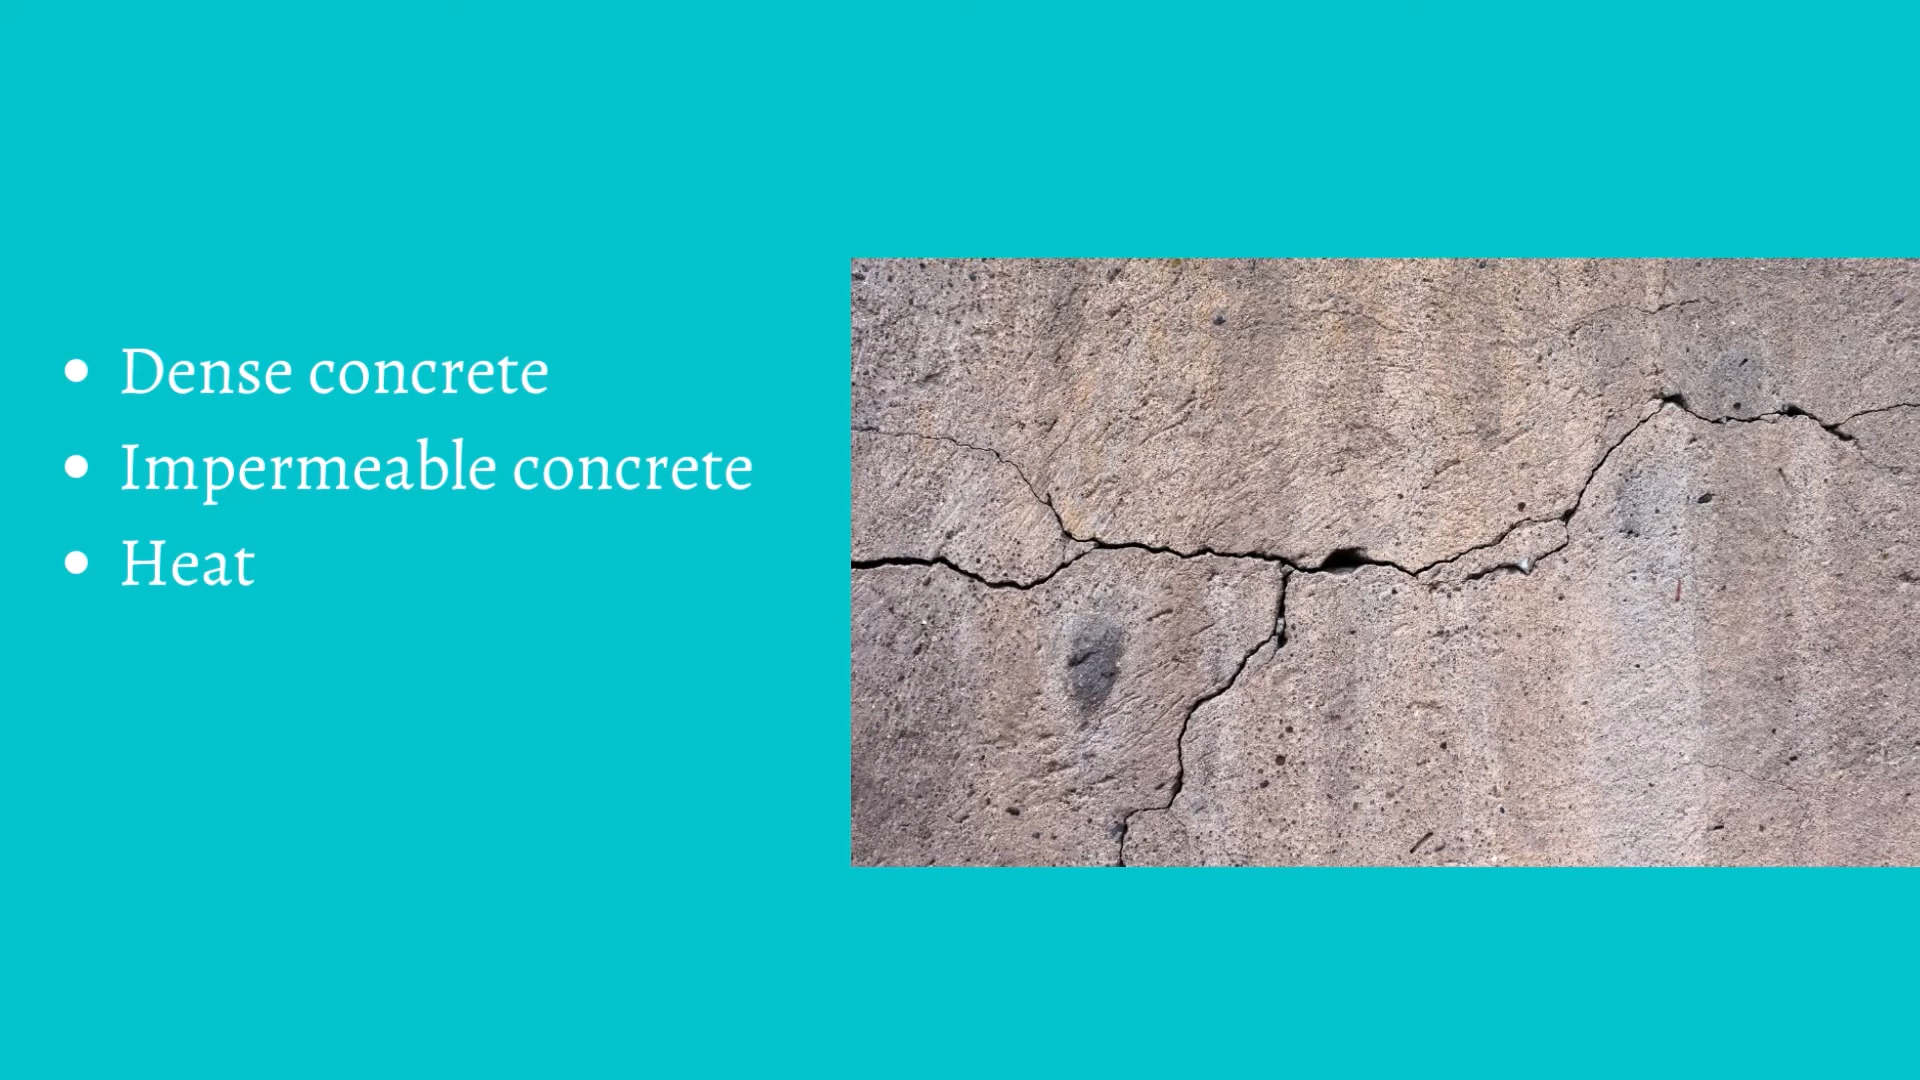 • Dense concrete
• Impermeable concrete
• Heat